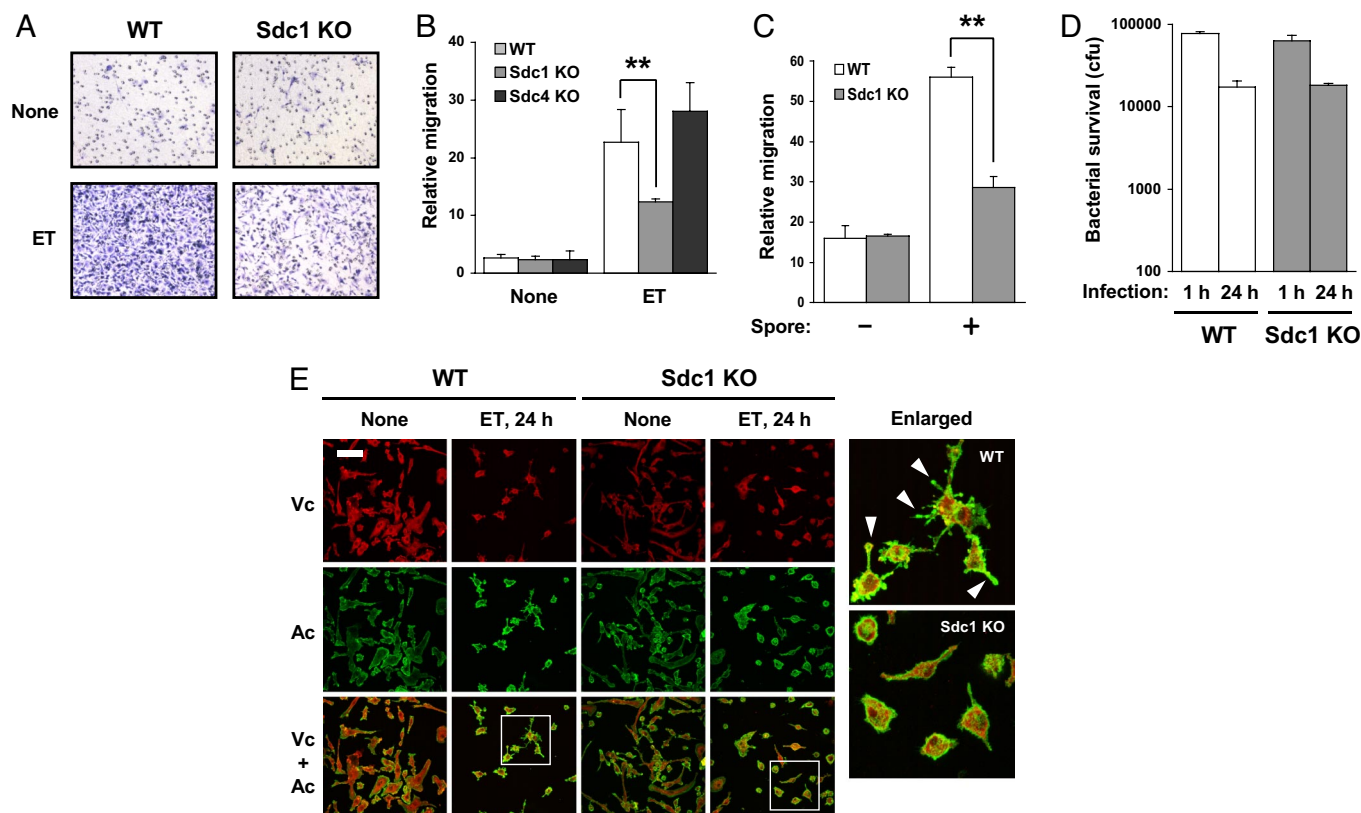 A
WT
Sdc1 KO
None
ET
B
40
30
20
10
0
Relative migration
WT
Sdc1 KO
Sdc4 KO
**
None
ET
C
60
50
40
30
20
10
0
Relative migration
WT
Sdc1 KO
**
Spore: − +
D
100000
10000
1000
100
Bacterial survival (cfu)
Infection: 1 h 24 h 1 h 24 h
WT Sdc1 KO
E
WT Sdc1 KO
None ET, 24 h None ET, 24 h Enlarged
Vc
Ac
Vc
+
Ac
WT
Sdc1 KO